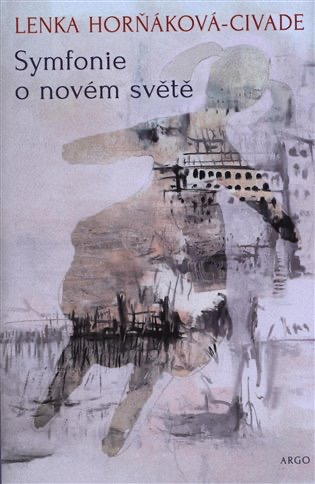 LENKA HORŇÁKOVÁ-CIVADE
Symfonie
o novém světě
ARGO